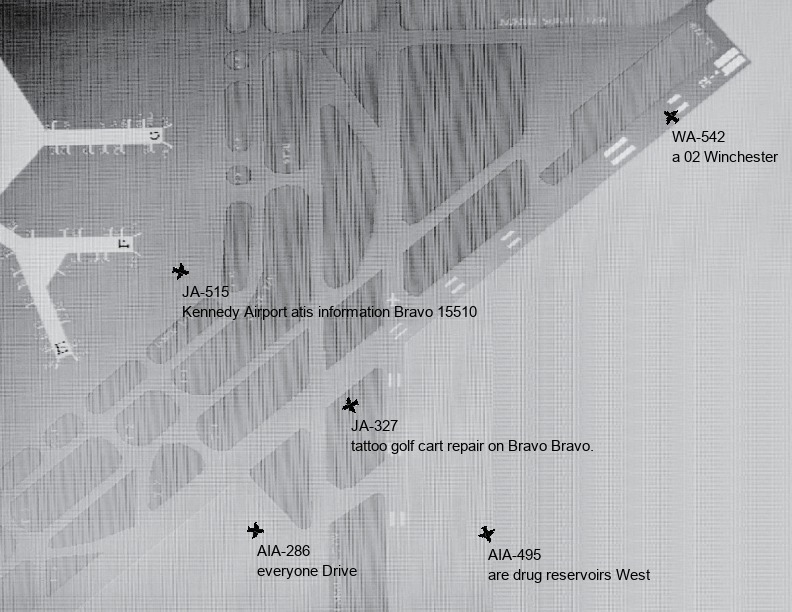 WA-542
a 02 Winchester
JA-515
Kennedy Airport atis information Bravo 15510
JA-327
tattoo golf cart repair on Bravo Bravo.
AIA-286
everyone Drive
AIA-495
are drug reservoirs West